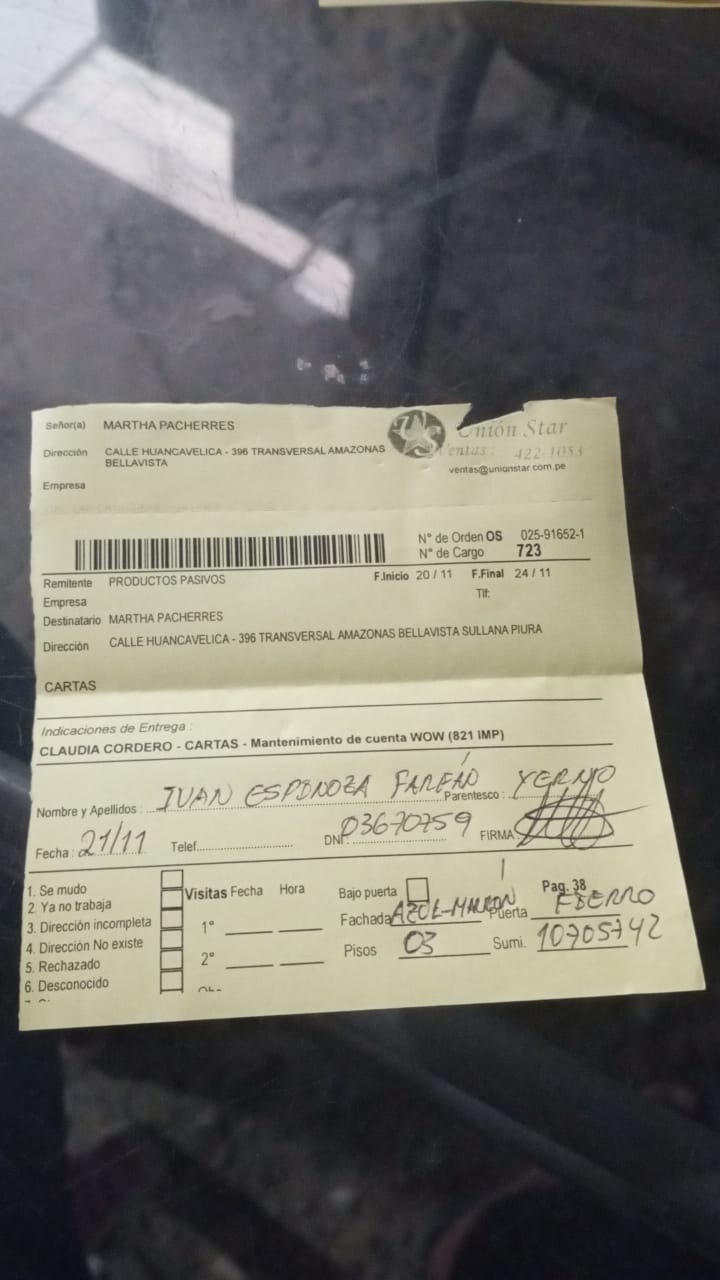 Señor(a) MARTHA PACHERRES
Unión Star
Ventas: 422-1053
ventas@unionstar.com.pe
Dirección CALLE HUANCAVELICA - 396 TRANSVERSAL AMAZONAS
BELLAVISTA
Empresa
N° de Orden OS 025-91652-1
N° de Cargo 723
Remitente PRODUCTOS PASIVOS F.Inicio 20 / 11 F.Final 24 / 11
Empresa Tlf:
Destinatario MARTHA PACHERRES
Dirección CALLE HUANCAVELICA - 396 TRANSVERSAL AMAZONAS BELLAVISTA SULLANA PIURA
CARTAS
Indicaciones de Entrega :
CLAUDIA CORDERO - CARTAS - Mantenimiento de cuenta WOW (821 IMP)
Nombre y Apellidos : IVAN ESPINOZA FARFÁN Parentesco : YERNO
Fecha : 21/11 Telef. DNI 03670759 FIRMA
1. Se mudo
2. Ya no trabaja
3. Dirección incompleta
4. Dirección No existe
5. Rechazado
6. Desconocido
Visitas Fecha Hora
1°
2°
Bajo puerta Pag. 38
Fachada AZUL-MARRÓN Puerta FIERRO
Pisos 03 Sumi. 10705742